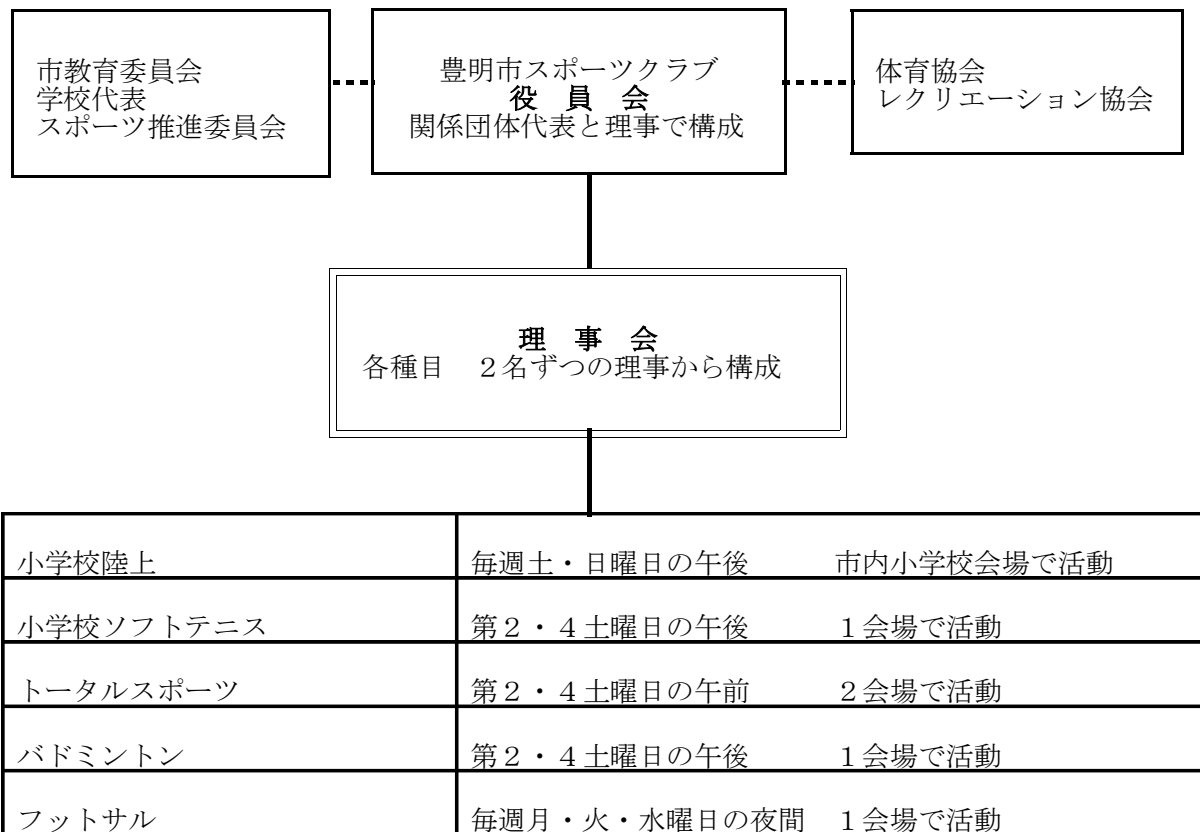 市教育委員会
学校代表
スポーツ推進委員会
豊明市スポーツクラブ
役　員　会
関係団体代表と理事で構成
体育協会
レクリエーション協会
理　事　会
各種目　２名ずつの理事から構成
小学校陸上　毎週土・日曜日の午後　市内小学校会場で活動
小学校ソフトテニス　第２・４土曜日の午後　１会場で活動
トータルスポーツ　第２・４土曜日の午前　２会場で活動
バドミントン　第２・４土曜日の午後　１会場で活動
フットサル　毎週月・火・水曜日の夜間　１会場で活動